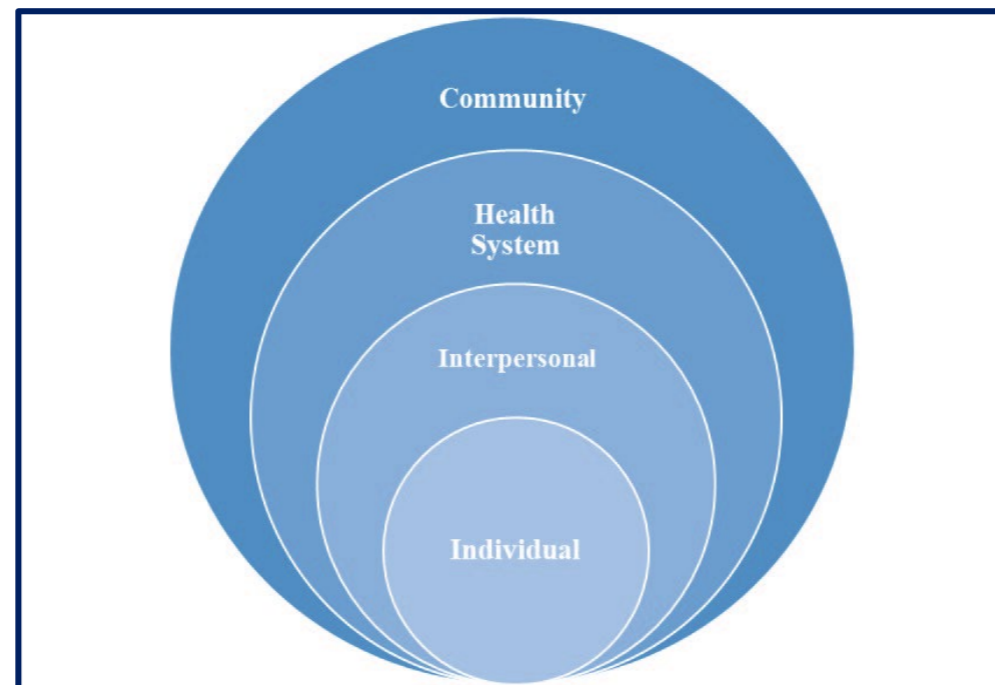 Community
Health
System
Interpersonal
Individual